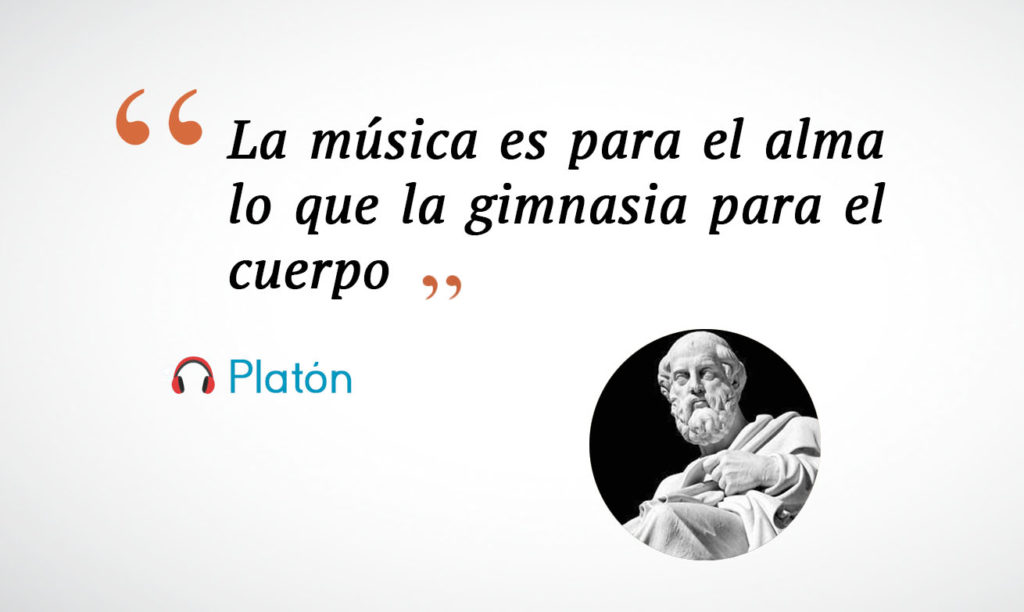 “ La música es para el alma
lo que la gimnasia para el
cuerpo ”
Platón